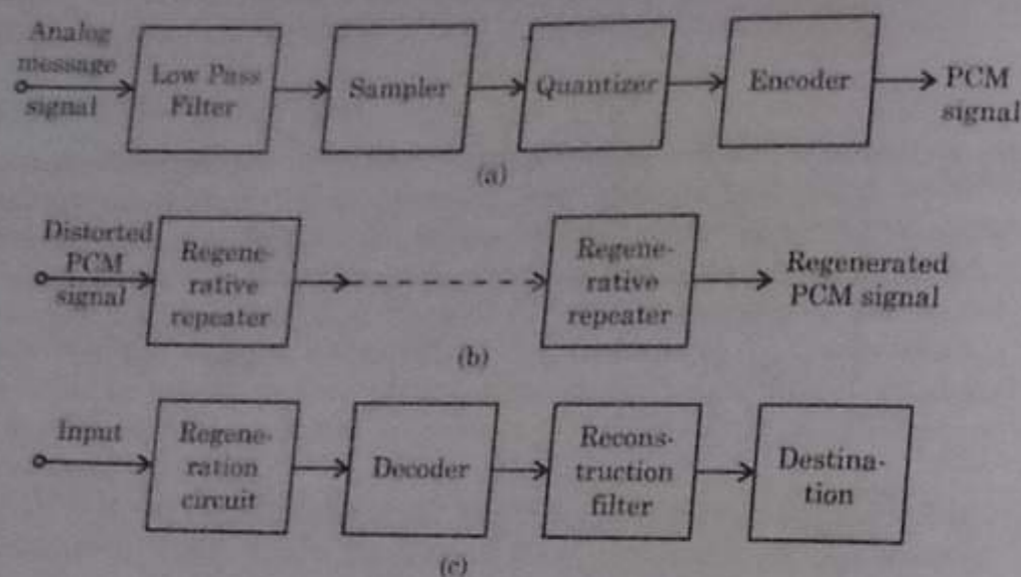 Analog
message
signal
Low Pass
Filter
Sampler
Quantizer
Encoder
PCM
signal
(a)
Distorted
PCM
signal
Regene-
rative
repeater
Regene-
rative
repeater
Regenerated
PCM signal
(b)
Input
Regene-
ration
circuit
Decoder
Recons-
truction
filter
Destina-
tion
(c)